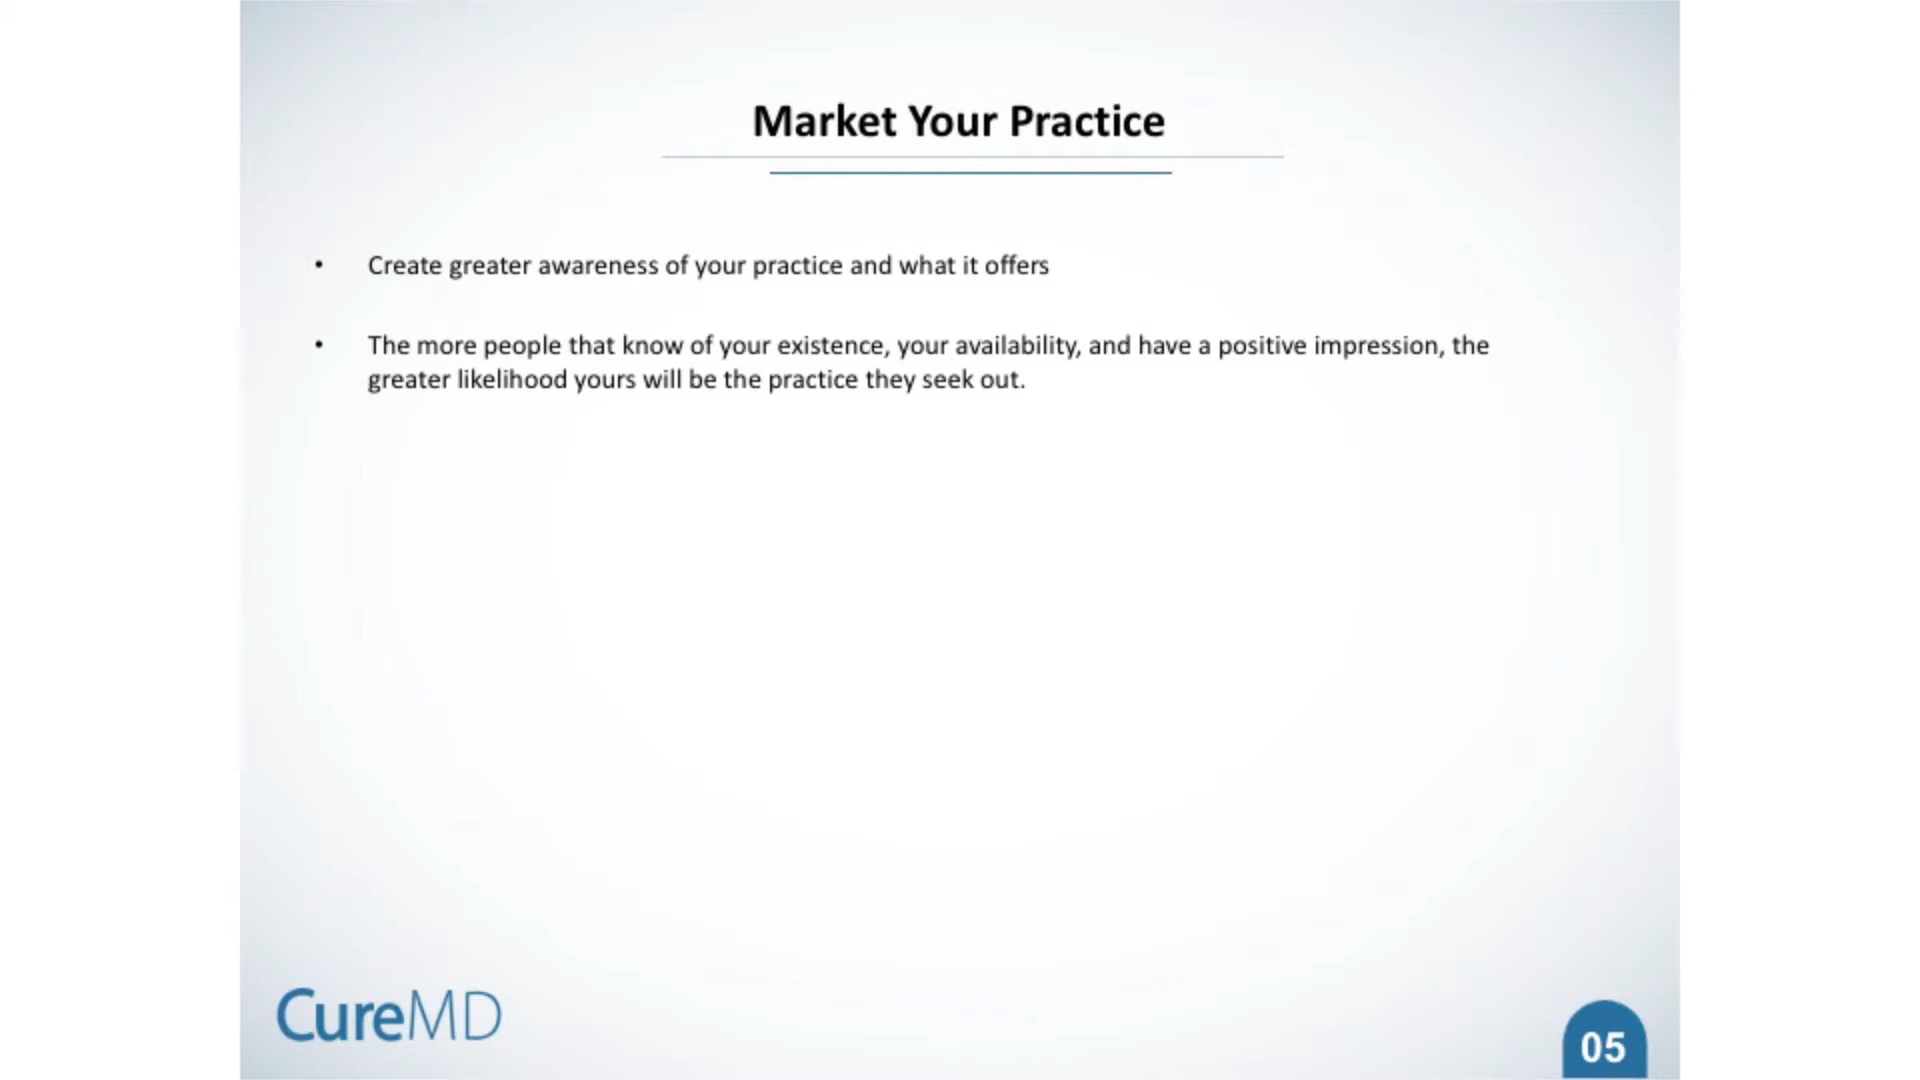 Market Your Practice
• Create greater awareness of your practice and what it offers
• The more people that know of your existence, your availability, and have a positive impression, the
greater likelihood yours will be the practice they seek out.
CureMD
05